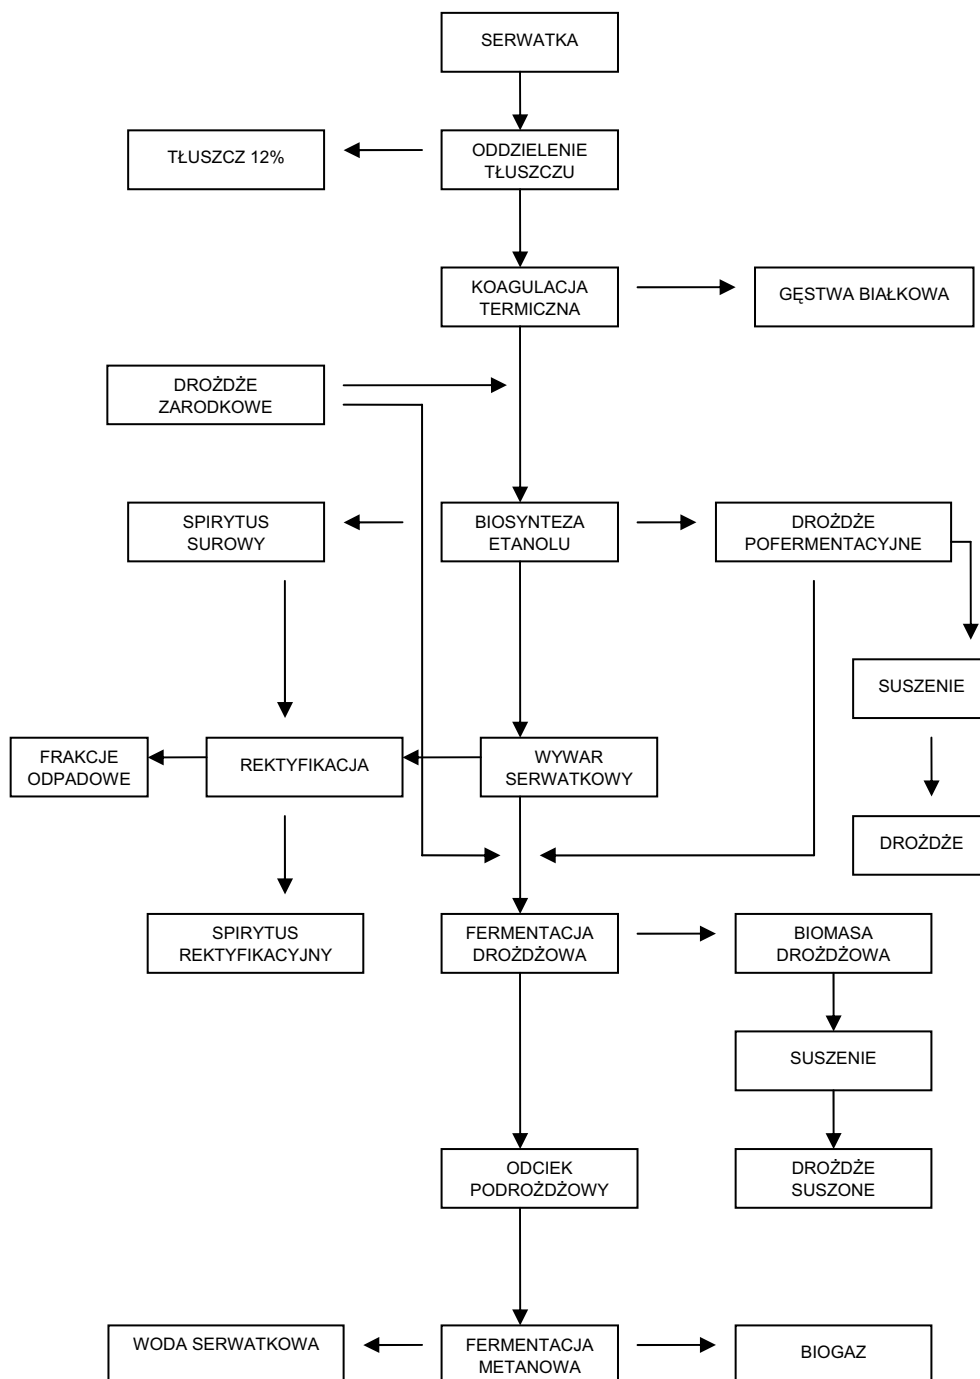 SERWATKA
TŁUSZCZ 12%
ODDZIELENIE
TŁUSZCZU
KOAGULACJA
TERMICZNA
GĘSTWA BIAŁKOWA
DROŻDŻE
ZARODKOWE
SPIRYTUS
SUROWY
BIOSYNTEZA
ETANOLU
DROŻDŻE
POFERMENTACYJNE
SUSZENIE
FRAKCJE
ODPADOWE
REKTYFIKACJA
WYWAR
SERWATKOWY
DROŻDŻE
SPIRYTUS
REKTYFIKACYJNY
FERMENTACJA
DROŻDŻOWA
BIOMASA
DROŻDŻOWA
SUSZENIE
ODCIEK
PODROŻDŻOWY
DROŻDŻE
SUSZONE
WODA SERWATKOWA
FERMENTACJA
METANOWA
BIOGAZ